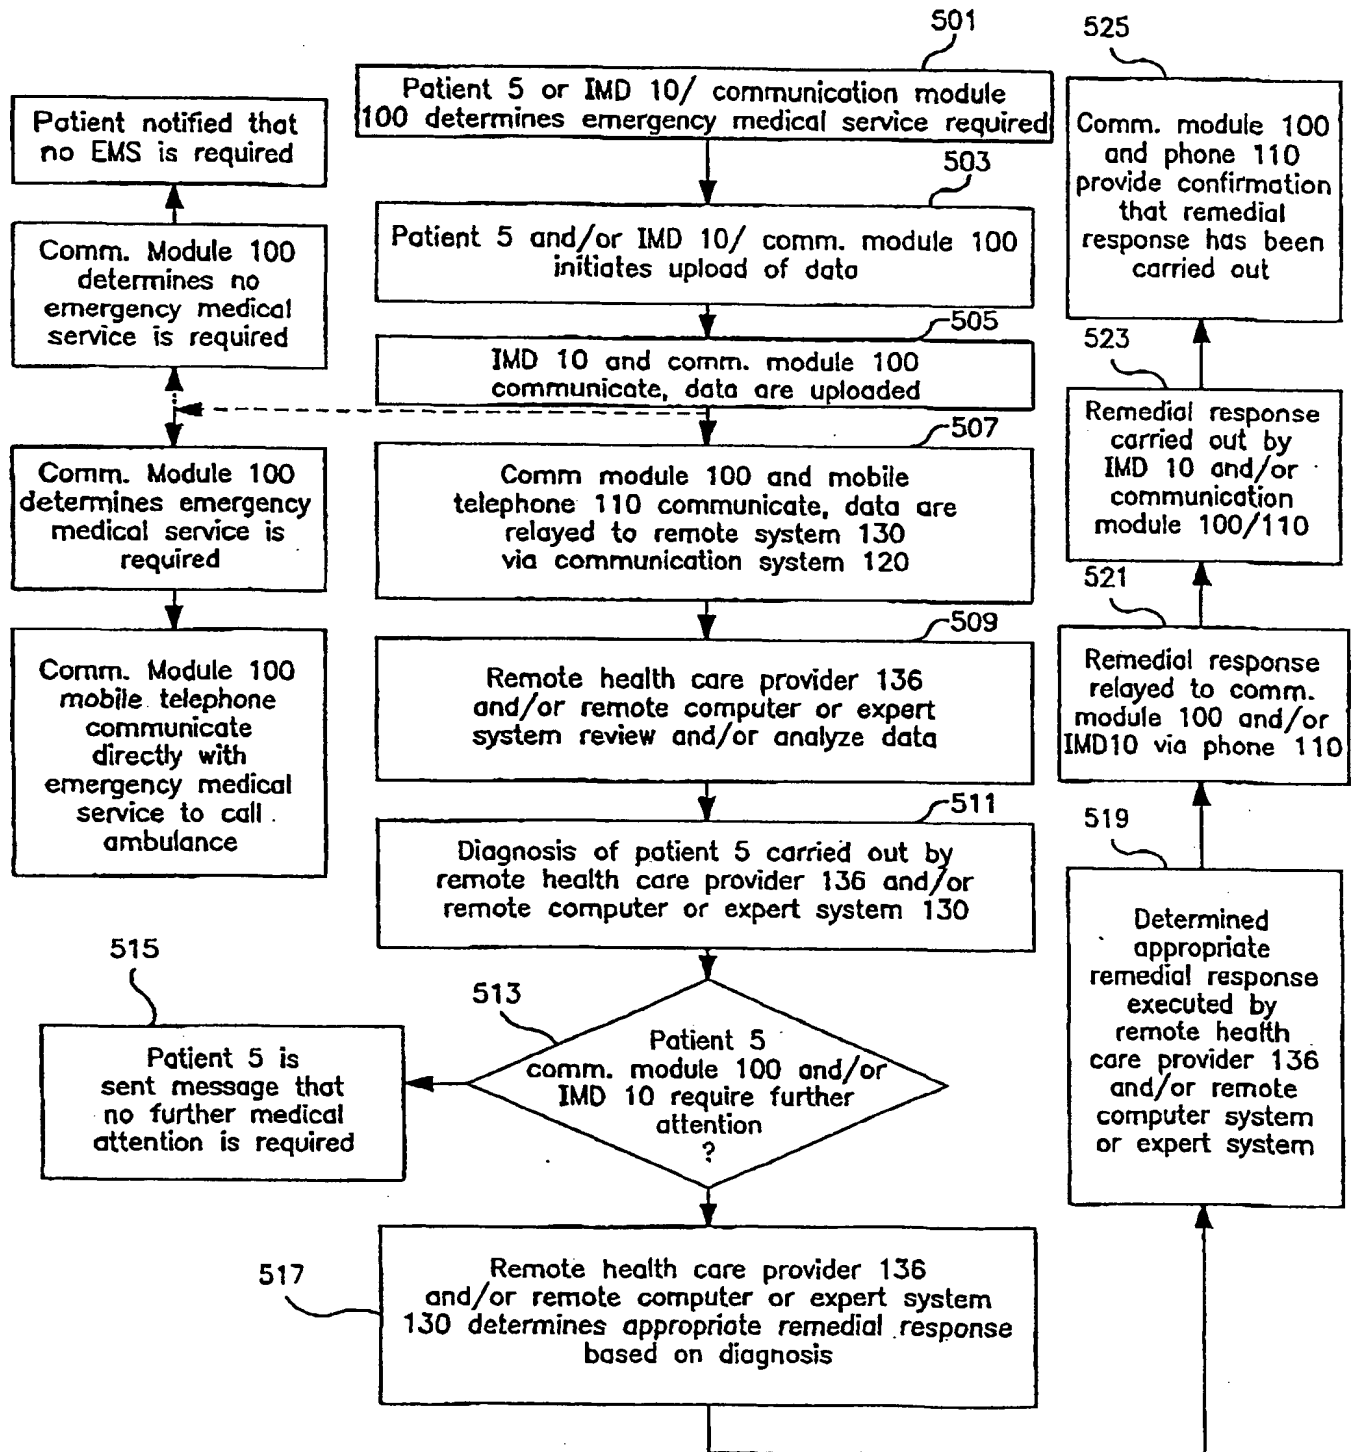 501
Patient 5 or IMD 10/ communication module
100 determines emergency medical service required
503
Patient 5 and/or IMD 10/ comm. module 100
initiates upload of data
505
IMD 10 and comm. module 100
communicate, data are uploaded
507
Comm module 100 and mobile
telephone 110 communicate, data are
relayed to remote system 130
via communication system 120
509
Remote health care provider 136
and/or remote computer or expert
system review and/or analyze data
511
Diagnosis of patient 5 carried out by
remote health care provider 136 and/or
remote computer or expert system 130
513
Patient 5
comm. module 100 and/or
IMD 10 require further
attention
?
515
Patient 5 is
sent message that
no further medical
attention is required
517
Remote health care provider 136
and/or remote computer or expert system
130 determines appropriate remedial response
based on diagnosis
Patient notified that
no EMS is required
Comm. Module 100
determines no
emergency medical
service is required
Comm. Module 100
determines emergency
medical service is
required
Comm. Module 100
mobile telephone
communicate
directly with
emergency medical
service to call
ambulance
525
Comm. module 100
and phone 110
provide confirmation
that remedial
response has been
carried out
523
Remedial response
carried out by
IMD 10 and/or
communication
module 100/110
521
Remedial response
relayed to comm.
module 100 and/or
IMD10 via phone 110
519
Determined
appropriate
remedial response
executed by
remote health
care provider 136
and/or remote
computer system
or expert system